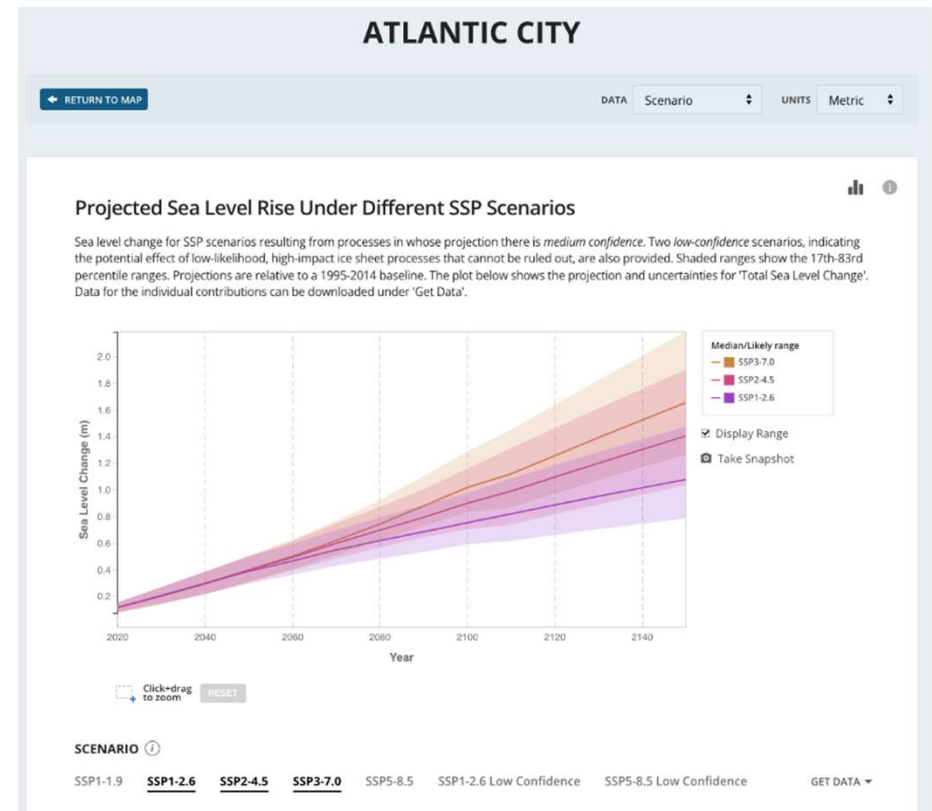 ATLANTIC CITY
RETURN TO MAP
DATA Scenario UNITS Metric
Projected Sea Level Rise Under Different SSP Scenarios
Sea level change for SSP scenarios resulting from processes in whose projection there is medium confidence. Two low-confidence scenarios, indicating
the potential effect of low-likelihood, high-impact ice sheet processes that cannot be ruled out, are also provided. Shaded ranges show the 17th-83rd
percentile ranges. Projections are relative to a 1995-2014 baseline. The plot below shows the projection and uncertainties for 'Total Sea Level Change'.
Data for the individual contributions can be downloaded under 'Get Data'.
Sea Level Change (m)
2.0
1.8
1.6
1.4
1.2
1.0
0.8
0.6
0.4
0.2
2020 2040 2060 2080 2100 2120 2140
Year
Median/Likely range
SSP3-7.0
SSP2-4.5
SSP1-2.6
Display Range
Take Snapshot
Click+drag
to zoom
RESET
SCENARIO i
SSP1-1.9 SSP1-2.6 SSP2-4.5 SSP3-7.0 SSP5-8.5 SSP1-2.6 Low Confidence SSP5-8.5 Low Confidence GET DATA